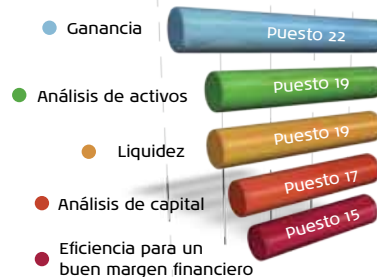 Ganancia
Puesto 22
Análisis de activos
Puesto 19
Liquidez
Puesto 19
Análisis de capital
Puesto 17
Eficiencia para un
buen margen financiero
Puesto 15